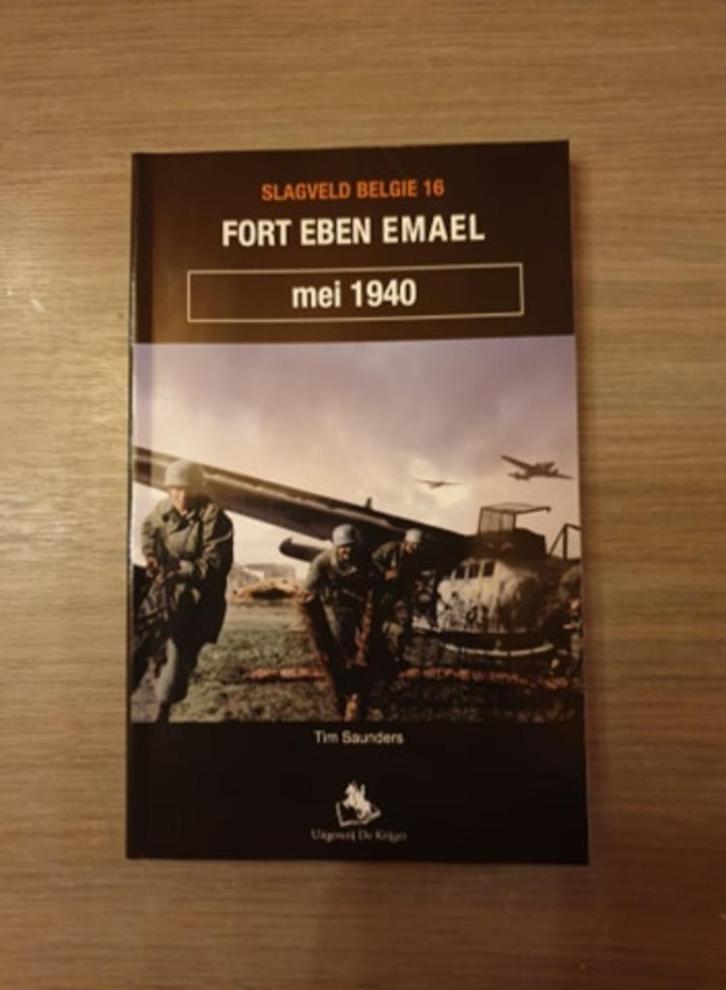 SLAGVELD BELGIE 16
FORT EBEN EMAEL
mei 1940
Tim Saunders
Uitgeverij De Krijger